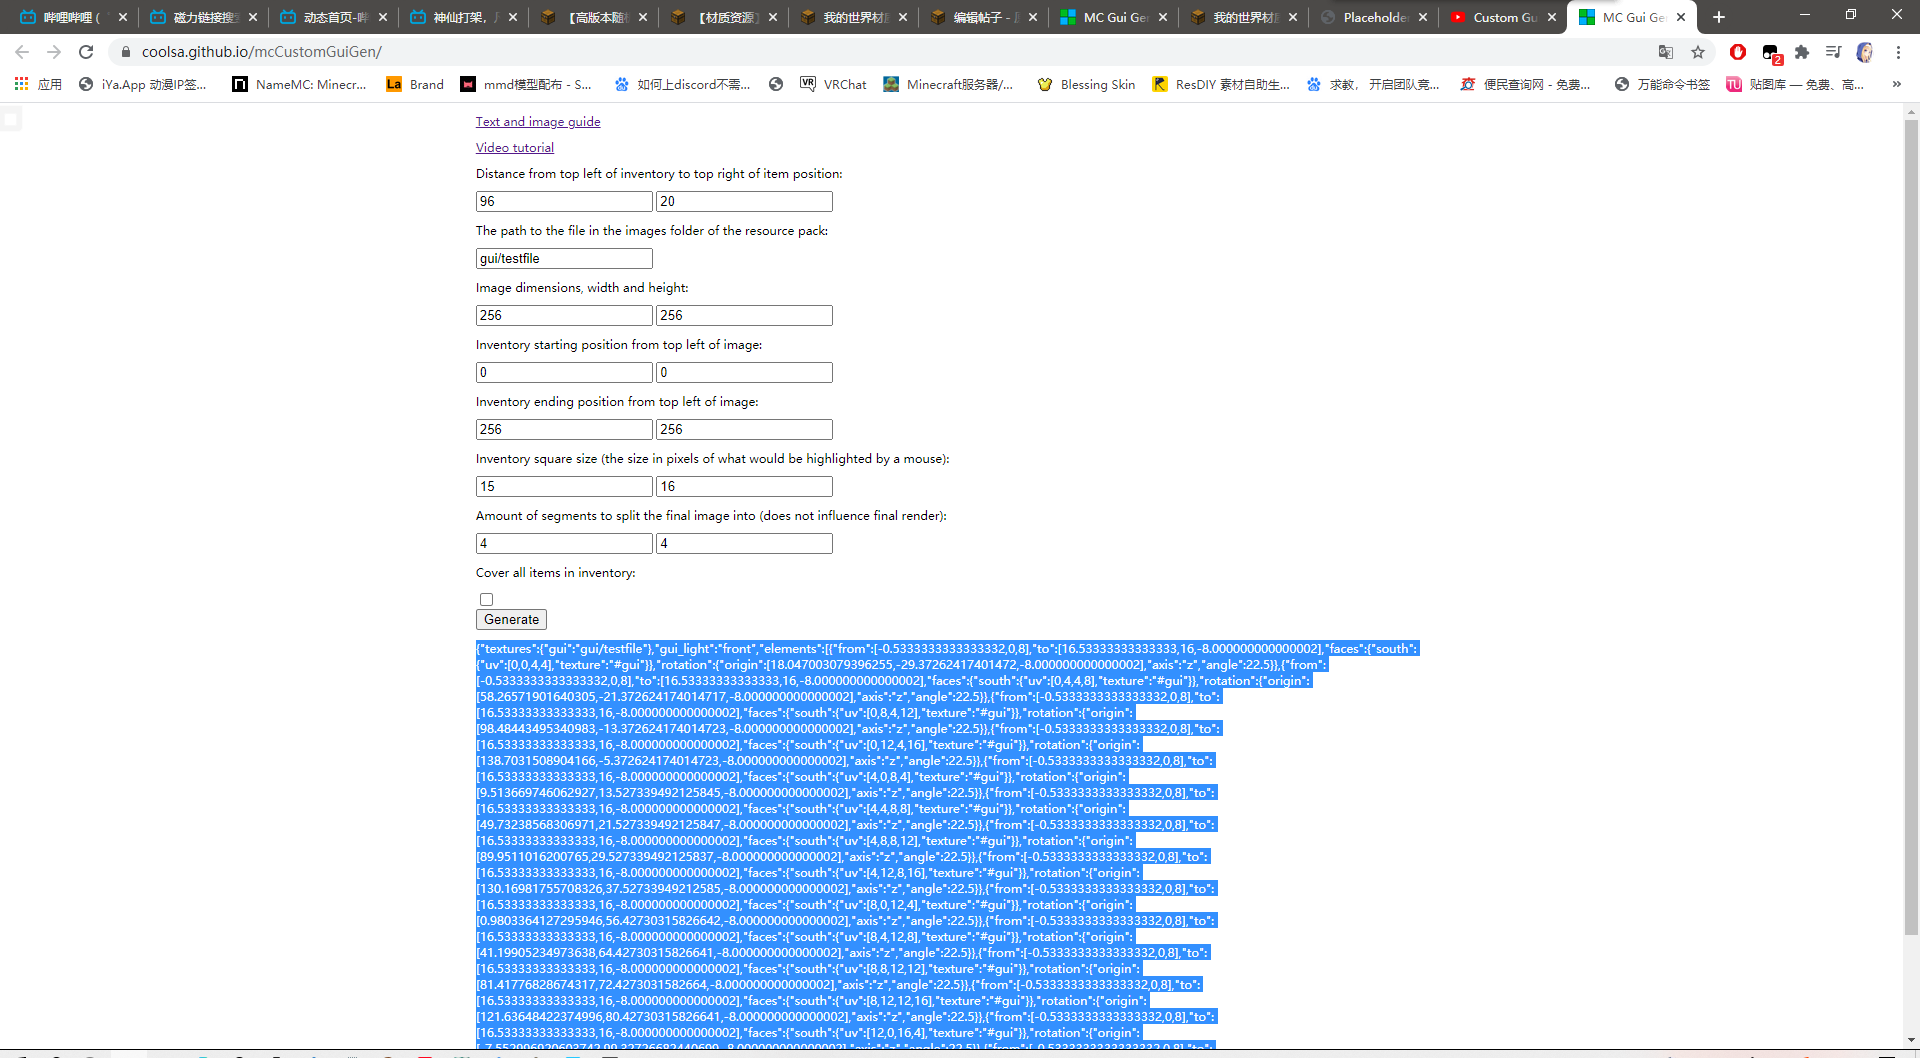 哔哩哔哩 (
磁力链接搜
动态首页-哔
神仙打架，
【高版本随
【材质资源】
我的世界材质
编辑帖子 -
MC Gui Ge
我的世界材质
Placeholde
Custom Gu
MC Gui Ge
coolsa.github.io/mcCustomGuiGen/
应用
iYa.App 动漫IP签...
NameMC: Minecr...
Brand
mmd模型配布 - S...
如何上discord不需...
VRChat
Minecraft服务器/...
Blessing Skin
ResDIY 素材自助生...
求教， 开启团队竞...
便民查询网 - 免费...
万能命令书签
贴图库 — 免费、高...
»
Text and image guide
Video tutorial
Distance from top left of inventory to top right of item position:
96 20
The path to the file in the images folder of the resource pack:
gui/testfile
Image dimensions, width and height:
256 256
Inventory starting position from top left of image:
0 0
Inventory ending position from top left of image:
256 256
Inventory square size (the size in pixels of what would be highlighted by a mouse):
15 16
Amount of segments to split the final image into (does not influence final render):
4 4
Cover all items in inventory:
Generate
{"textures":{"gui":"gui/testfile"},"gui_light":"front","elements":[{"from":[-0.5333333333333332,0,8],"to":[16.53333333333333,16,-8.000000000000002],"faces":{"south":
{"uv":[0,0,4,4],"texture":"#gui"}},"rotation":{"origin":[18.047003079396255,-29.37262417401472,-8.000000000000002],"axis":"z","angle":22.5}},{"from":
[-0.5333333333333332,0,8],"to":[16.53333333333333,16,-8.000000000000002],"faces":{"south":{"uv":[0,4,4,8],"texture":"#gui"}},"rotation":{"origin":
[58.26571901640305,-21.372624174014717,-8.000000000000002],"axis":"z","angle":22.5}},{"from":[-0.5333333333333332,0,8],"to":
[16.53333333333333,16,-8.000000000000002],"faces":{"south":{"uv":[0,8,4,12],"texture":"#gui"}},"rotation":{"origin":
[98.48443495340983,-13.372624174014723,-8.000000000000002],"axis":"z","angle":22.5}},{"from":[-0.5333333333333332,0,8],"to":
[16.53333333333333,16,-8.000000000000002],"faces":{"south":{"uv":[0,12,4,16],"texture":"#gui"}},"rotation":{"origin":
[138.7031508904166,-5.372624174014723,-8.000000000000002],"axis":"z","angle":22.5}},{"from":[-0.5333333333333332,0,8],"to":
[16.53333333333333,16,-8.000000000000002],"faces":{"south":{"uv":[4,0,8,4],"texture":"#gui"}},"rotation":{"origin":
[9.513669746062927,13.527339492125845,-8.000000000000002],"axis":"z","angle":22.5}},{"from":[-0.5333333333333332,0,8],"to":
[16.53333333333333,16,-8.000000000000002],"faces":{"south":{"uv":[4,4,8,8],"texture":"#gui"}},"rotation":{"origin":
[49.73238568306971,21.527339492125847,-8.000000000000002],"axis":"z","angle":22.5}},{"from":[-0.5333333333333332,0,8],"to":
[16.53333333333333,16,-8.000000000000002],"faces":{"south":{"uv":[4,8,8,12],"texture":"#gui"}},"rotation":{"origin":
[89.9511016200765,29.527339492125837,-8.000000000000002],"axis":"z","angle":22.5}},{"from":[-0.5333333333333332,0,8],"to":
[16.53333333333333,16,-8.000000000000002],"faces":{"south":{"uv":[4,12,8,16],"texture":"#gui"}},"rotation":{"origin":
[130.16981755708326,37.52733949212585,-8.000000000000002],"axis":"z","angle":22.5}},{"from":[-0.5333333333333332,0,8],"to":
[16.53333333333333,16,-8.000000000000002],"faces":{"south":{"uv":[8,0,12,4],"texture":"#gui"}},"rotation":{"origin":
[0.9803364127295946,56.42730315826642,-8.000000000000002],"axis":"z","angle":22.5}},{"from":[-0.5333333333333332,0,8],"to":
[16.53333333333333,16,-8.000000000000002],"faces":{"south":{"uv":[8,4,12,8],"texture":"#gui"}},"rotation":{"origin":
[41.19905234973638,64.42730315826641,-8.000000000000002],"axis":"z","angle":22.5}},{"from":[-0.5333333333333332,0,8],"to":
[16.53333333333333,16,-8.000000000000002],"faces":{"south":{"uv":[8,8,12,12],"texture":"#gui"}},"rotation":{"origin":
[81.41776828674317,72.4273031582664,-8.000000000000002],"axis":"z","angle":22.5}},{"from":[-0.5333333333333332,0,8],"to":
[16.53333333333333,16,-8.000000000000002],"faces":{"south":{"uv":[8,12,12,16],"texture":"#gui"}},"rotation":{"origin":
[121.63648422374996,80.42730315826641,-8.000000000000002],"axis":"z","angle":22.5}},{"from":[-0.5333333333333332,0,8],"to":
[16.53333333333333,16,-8.000000000000002],"faces":{"south":{"uv":[12,0,16,4],"texture":"#gui"}},"rotation":{"origin":